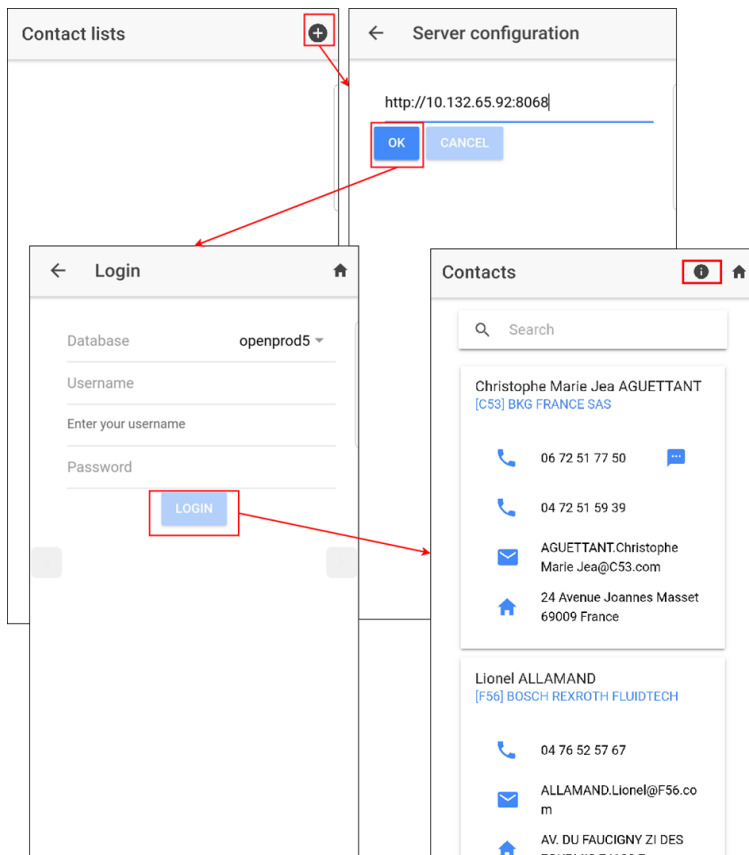 Contact lists
Server configuration
http://10.132.65.92:8068
OK
CANCEL
Login
Database
openprod5
Username
Enter your username
Password
LOGIN
Contacts
Search
Christophe Marie Jea AGUETTANT
[C53] BKG FRANCE SAS
06 72 51 77 50
04 72 51 59 39
AGUETTANT.Christophe
Marie Jea@C53.com
24 Avenue Joannes Masset
69009 France
Lionel ALLAMAND
[F56] BOSCH REXROTH FLUIDTECH
04 76 52 57 67
ALLAMAND.Lionel@F56.co
m
AV. DU FAUCIGNY ZI DES